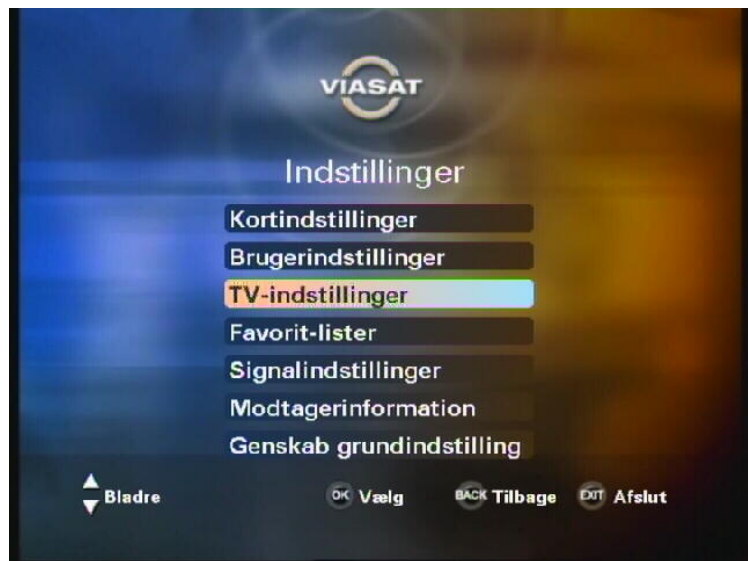 VIASAT
Indstillinger
Kortindstillinger
Brugerindstillinger
TV-indstillinger
Favorit-lister
Signalindstillinger
Modtagerinformation
Genskab grundindstilling
Bladre OK Vælg BACK Tilbage EXIT Afslut